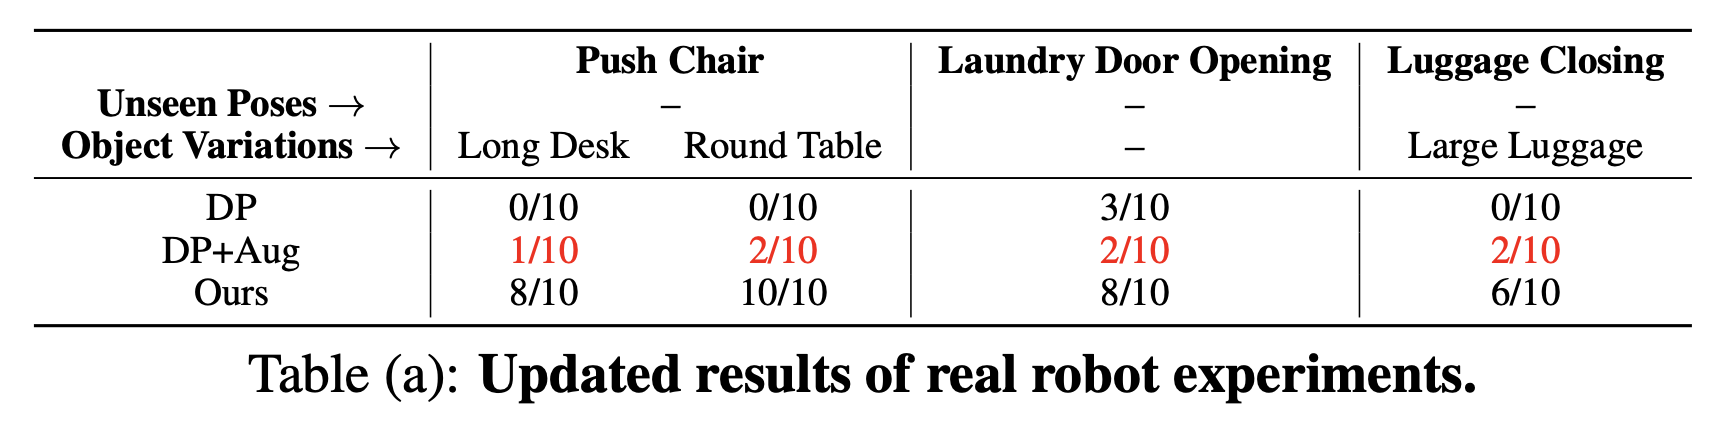 Push Chair Laundry Door Opening Luggage Closing
Unseen Poses → – – –
Object Variations → Long Desk Round Table – Large Luggage
DP 0/10 0/10 3/10 0/10
DP+Aug 1/10 2/10 2/10 2/10
Ours 8/10 10/10 8/10 6/10
Table (a): Updated results of real robot experiments.